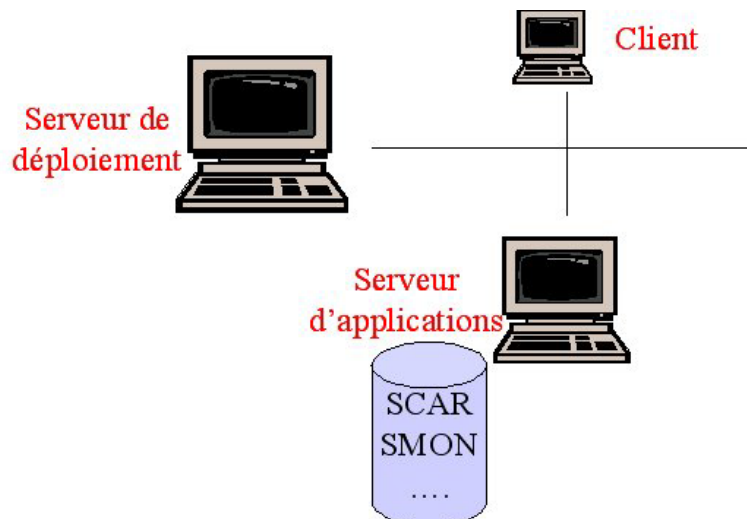 Client
Serveur de
déploiement
Serveur
d'applications
SCAR
SMON
....